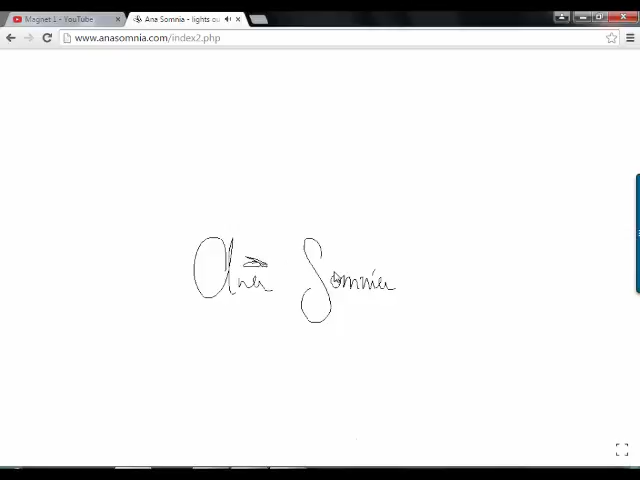 Magnet 1 - YouTube
Ana Somnia - lights ou
www.anasomnia.com/index2.php
Ana Somnia